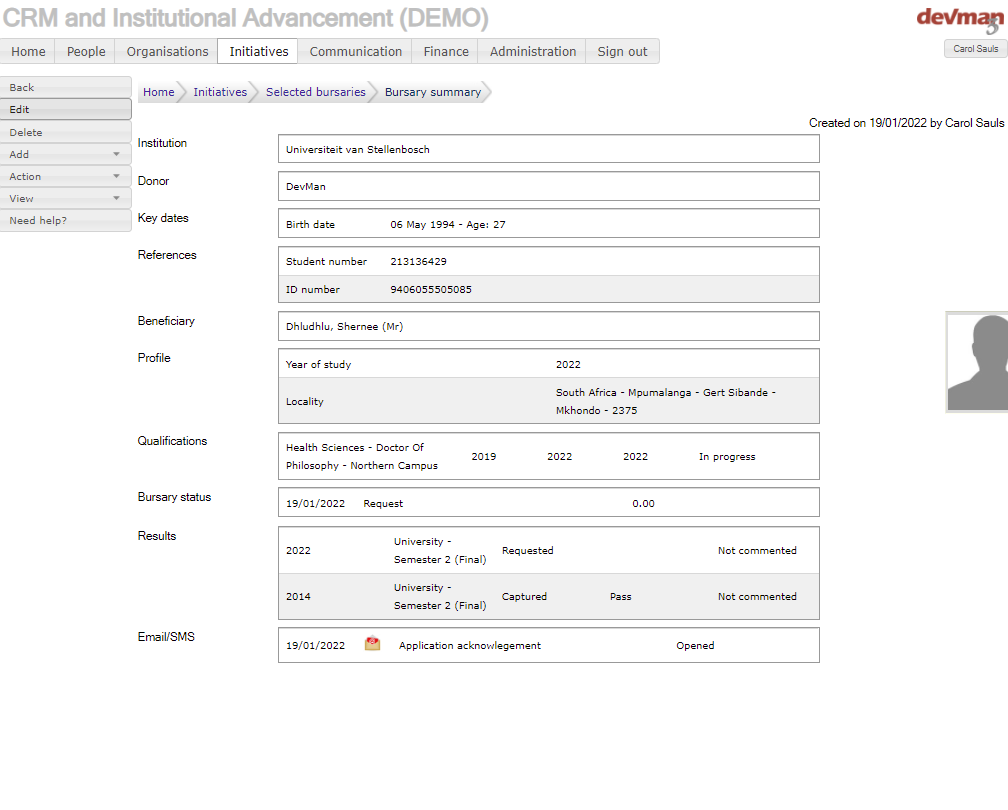 CRM and Institutional Advancement (DEMO)
devman 5
Home People Organisations Initiatives Communication Finance Administration Sign out
Carol Sauls
Back
Edit
Delete
Add
Action
View
Need help?
Home Initiatives Selected bursaries Bursary summary
Created on 19/01/2022 by Carol Sauls
Institution
Universiteit van Stellenbosch
Donor
DevMan
Key dates
Birth date 06 May 1994 - Age: 27
References
Student number 213136429
ID number 9406055505085
Beneficiary
Dhludhlu, Shernee (Mr)
Profile
Year of study 2022
Locality
South Africa - Mpumalanga - Gert Sibande -
Mkhondo - 2375
Qualifications
Health Sciences - Doctor Of
Philosophy - Northern Campus
2019 2022 2022 In progress
Bursary status
19/01/2022 Request 0.00
Results
2022
University -
Semester 2 (Final)
Requested Not commented
2014
University -
Semester 2 (Final)
Captured Pass Not commented
Email/SMS
19/01/2022 Application acknowlegement Opened